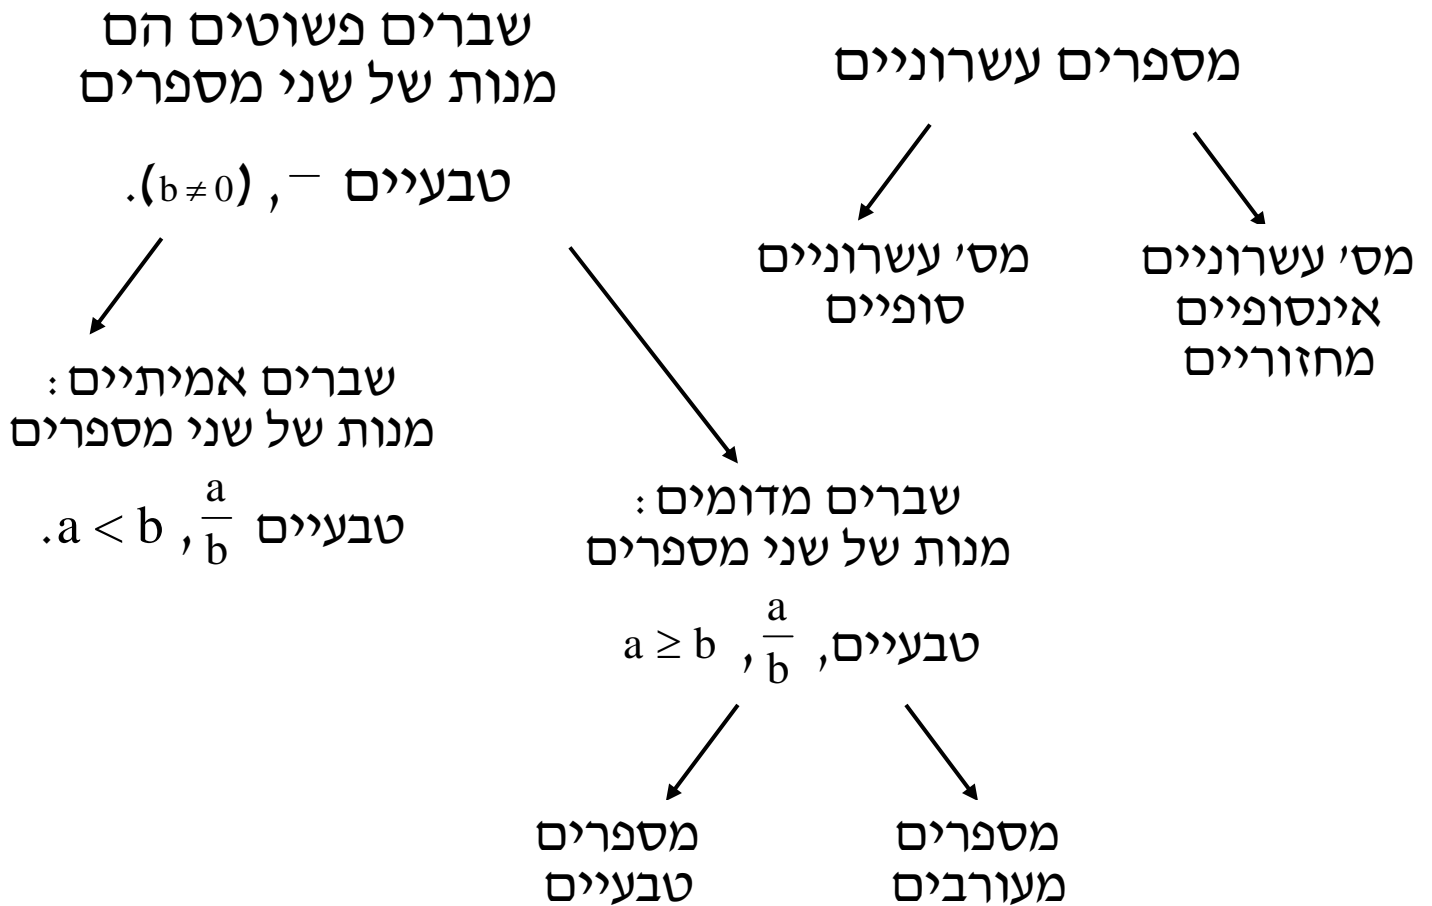 מספרים עשרוניים
מס' עשרוניים
אינסופיים
מחזוריים
מס' עשרוניים
סופיים
שברים פשוטים הם
מנות של שני מספרים
טבעיים –, (b ≠ 0).
שברים אמיתיים:
מנות של שני מספרים
טבעיים a/b, a < b.
שברים מדומים:
מנות של שני מספרים
טבעיים, a/b, a ≥ b
מספרים
מעורבים
מספרים
טבעיים